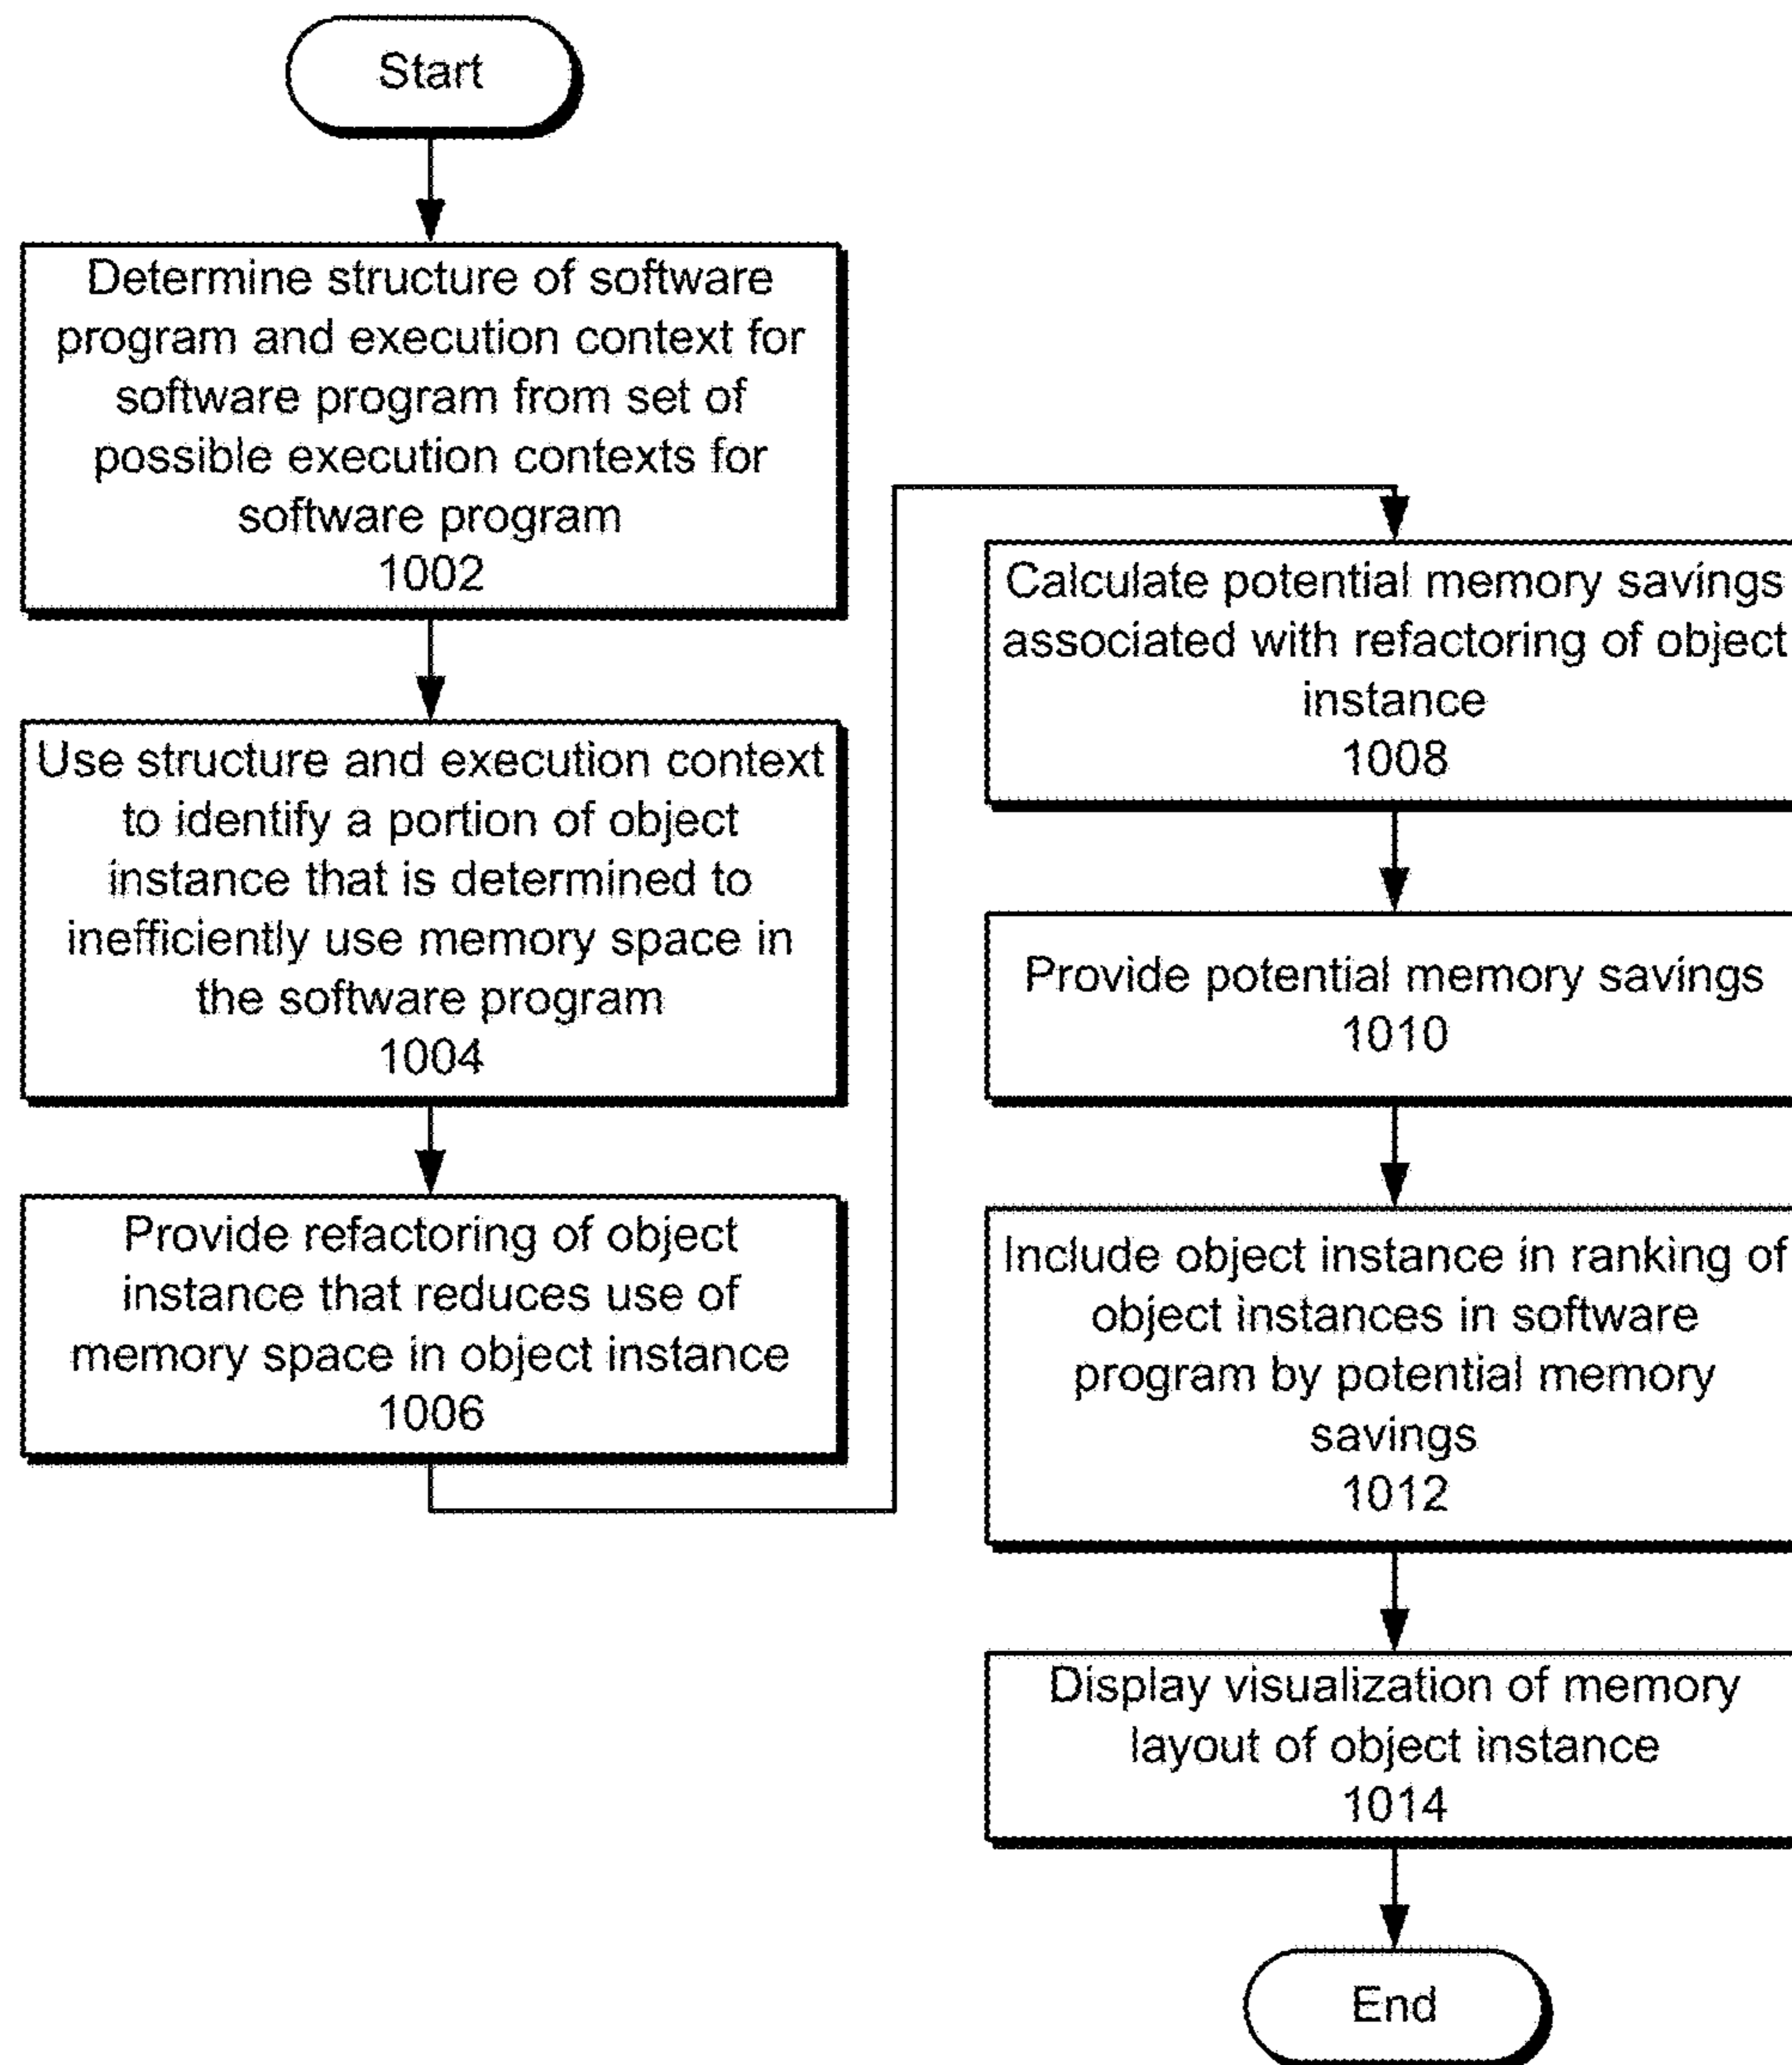 Start
Determine structure of software
program and execution context for
software program from set of
possible execution contexts for
software program
1002
Use structure and execution context
to identify a portion of object
instance that is determined to
inefficiently use memory space in
the software program
1004
Provide refactoring of object
instance that reduces use of
memory space in object instance
1006
Calculate potential memory savings
associated with refactoring of object
instance
1008
Provide potential memory savings
1010
Include object instance in ranking of
object instances in software
program by potential memory
savings
1012
Display visualization of memory
layout of object instance
1014
End